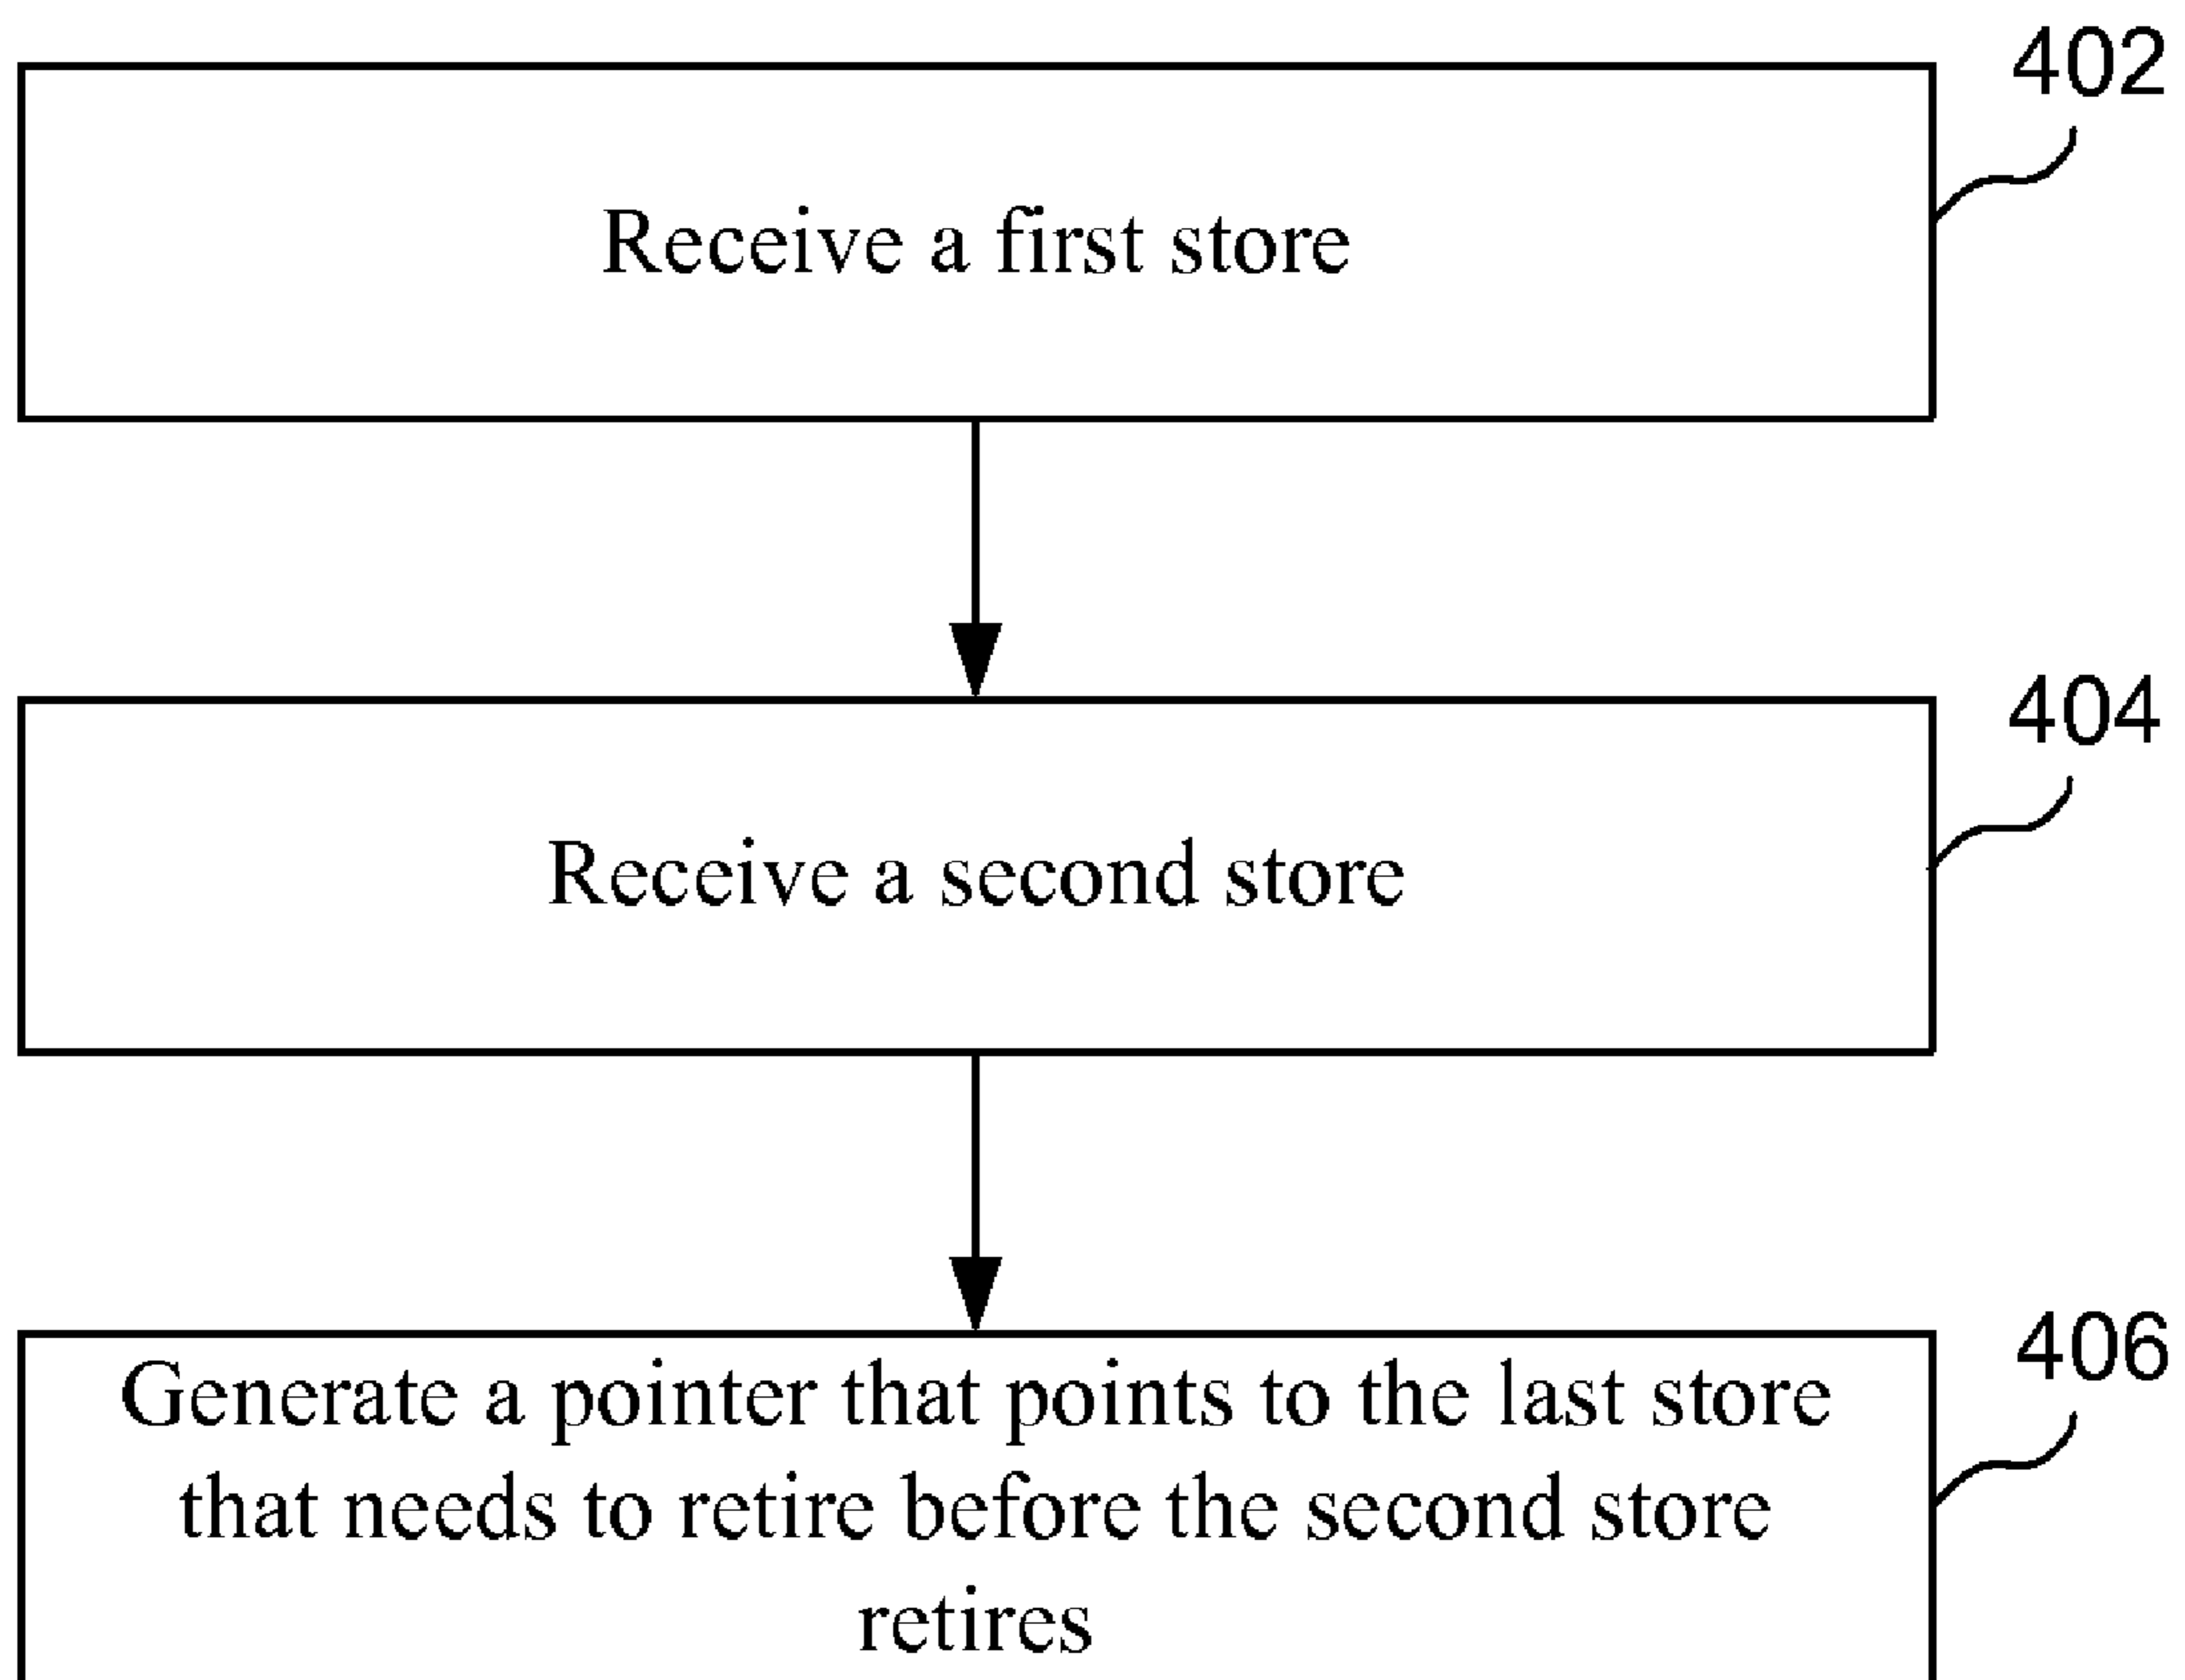 402
Receive a first store
404
Receive a second store
406
Generate a pointer that points to the last store
that needs to retire before the second store
retires